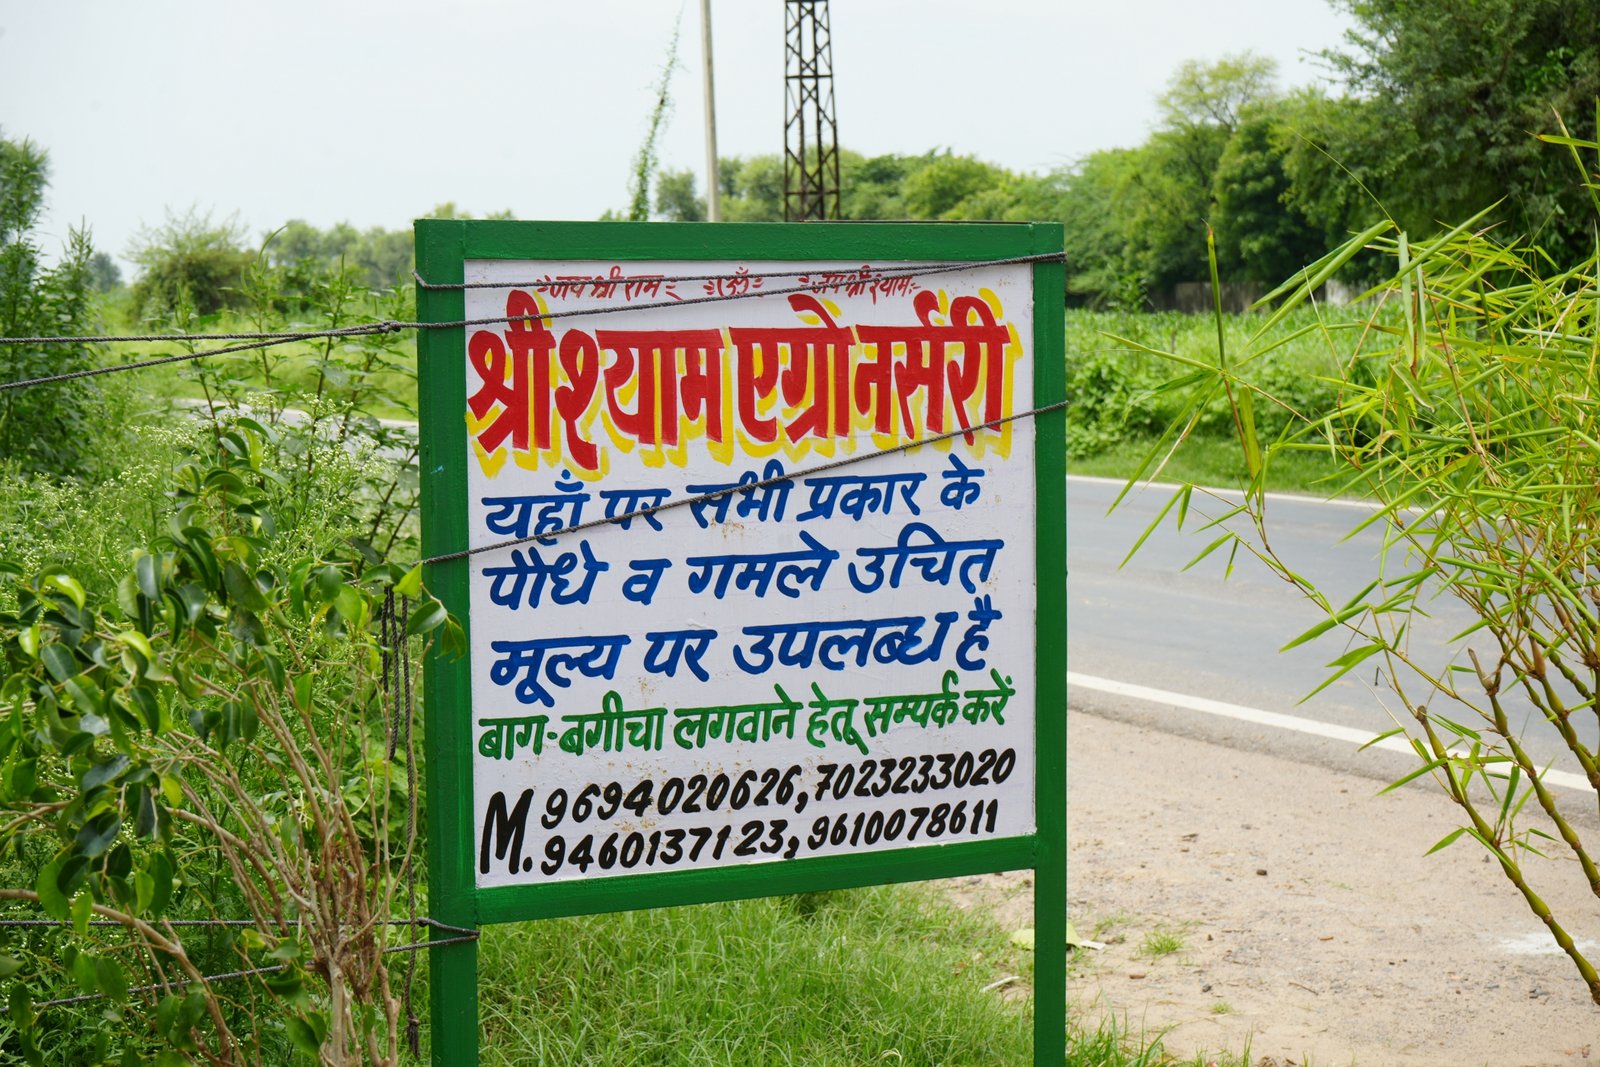 जय श्री राम ॐ जय श्री श्याम
श्री श्याम एग्रो नर्सरी
यहाँ पर सभी प्रकार के
पौधे व गमले उचित
मूल्य पर उपलब्ध है
बाग-बगीचा लगवाने हेतू सम्पर्क करें
M. 9694020626, 7023233020
9460137123, 9610078611